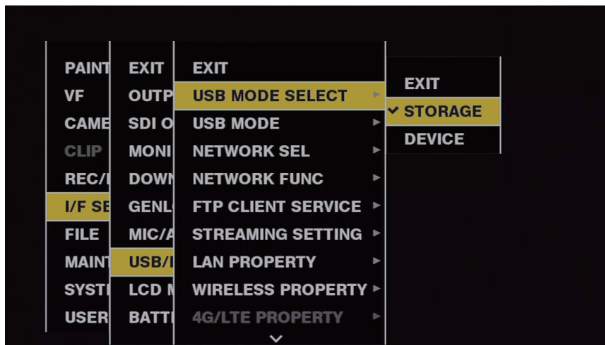 PAINT
VF
CAME
CLIP
REC/
I/F SE
FILE
MAIN
SYST
USER
EXIT
OUTP
SDI O
MONI
DOWN
GENL
MIC/A
USB/
LCD
BATT
EXIT
USB MODE SELECT
USB MODE
NETWORK SEL
NETWORK FUNC
FTP CLIENT SERVICE
STREAMING SETTING
LAN PROPERTY
WIRELESS PROPERTY
4G/LTE PROPERTY
EXIT
STORAGE
DEVICE